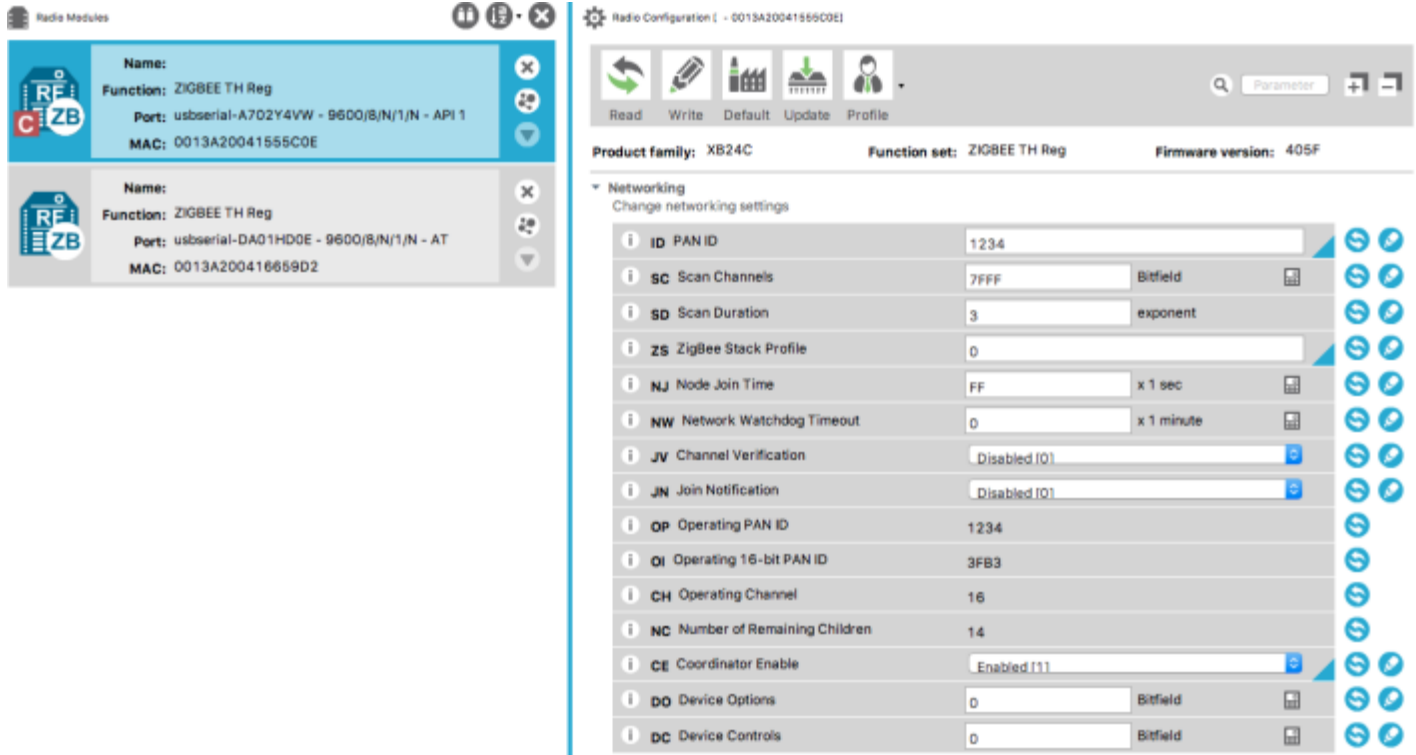 Radio Modules
RF
C ZB
Name:
Function: ZIGBEE TH Reg
Port: usbserial-A702Y4VW - 9600/8/N/1/N - API 1
MAC: 0013A20041555C0E
RF
ZB
Name:
Function: ZIGBEE TH Reg
Port: usbserial-DA01HD0E - 9600/8/N/1/N - AT
MAC: 0013A200416659D2
Radio Configuration [ - 0013A20041555C0E]
Read Write Default Update Profile
Parameter
Product family: XB24C Function set: ZIGBEE TH Reg Firmware version: 405F
Networking
Change networking settings
i ID PAN ID 1234
i SC Scan Channels 7FFF Bitfield
i SD Scan Duration 3 exponent
i ZS ZigBee Stack Profile 0
i NJ Node Join Time FF x 1 sec
i NW Network Watchdog Timeout 0 x 1 minute
i JV Channel Verification Disabled [0]
i JN Join Notification Disabled [0]
i OP Operating PAN ID 1234
i OI Operating 16-bit PAN ID 3FB3
i CH Operating Channel 16
i NC Number of Remaining Children 14
i CE Coordinator Enable Enabled [1]
i DO Device Options 0 Bitfield
i DC Device Controls 0 Bitfield